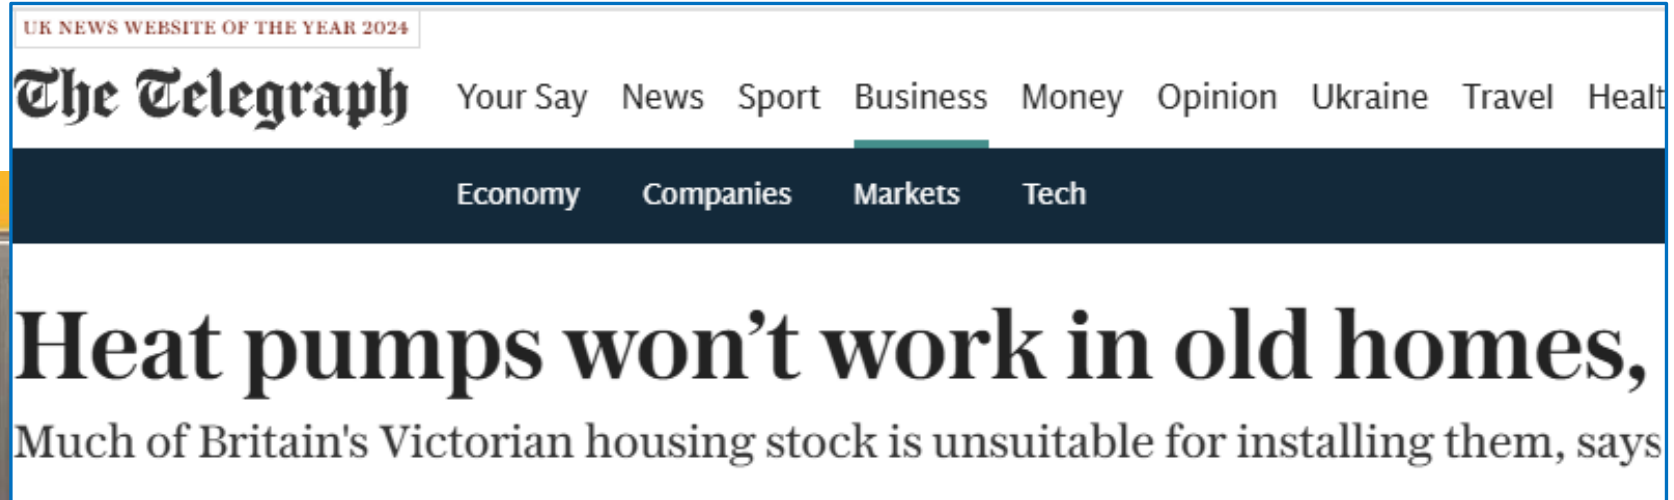 UK NEWS WEBSITE OF THE YEAR 2024
The Telegraph Your Say News Sport Business Money Opinion Ukraine Travel Healt
Economy Companies Markets Tech
Heat pumps won’t work in old homes,
Much of Britain's Victorian housing stock is unsuitable for installing them, says